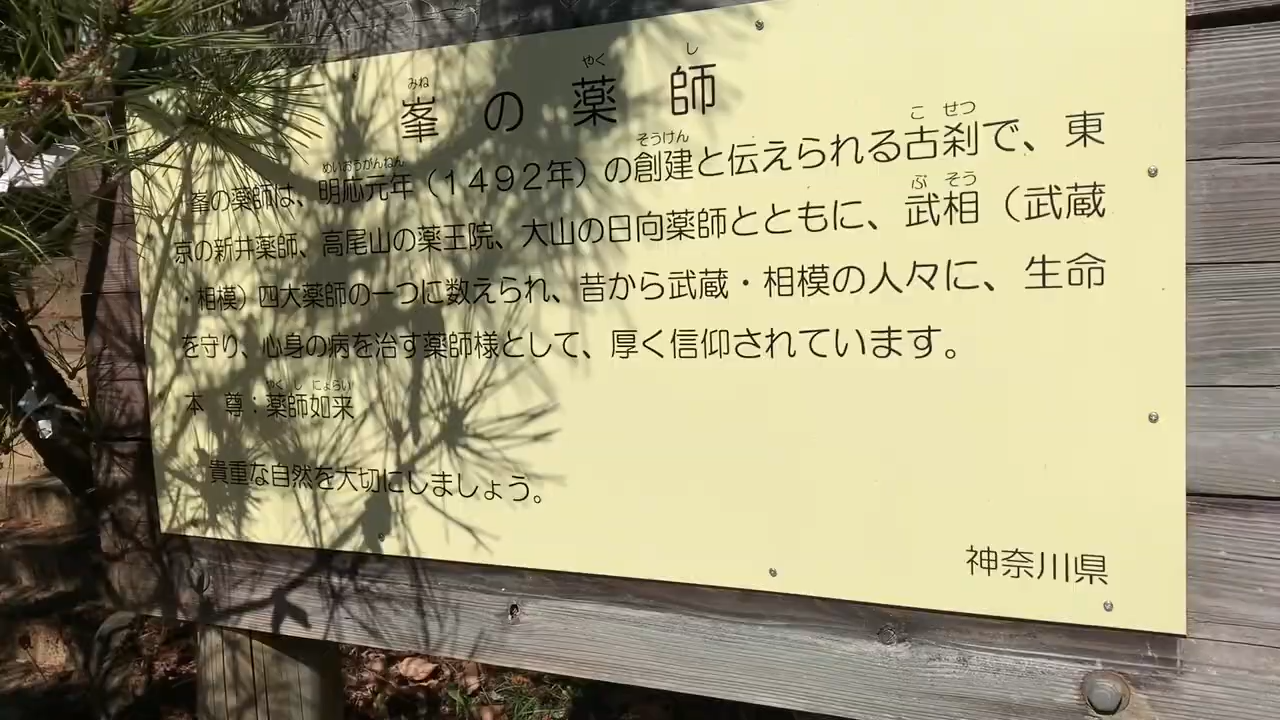 みね やく し
峯の薬師
めいおうがんねん そうけん こ せつ
峯の薬師は、明応元年（1492年）の創建と伝えられる古刹で、東
ぶ そう
京の新井薬師、高尾山の薬王院、大山の日向薬師とともに、武相（武蔵
・相模）四大薬師の一つに数えられ、昔から武蔵・相模の人々に、生命
を守り、心身の病を治す薬師様として、厚く信仰されています。
やく し にょらい
本 尊：薬師如来
貴重な自然を大切にしましょう。
神奈川県